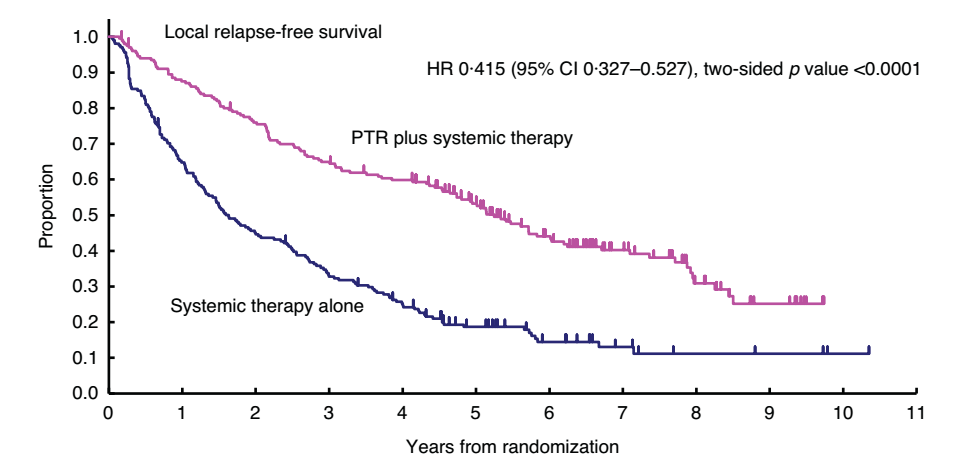 Local relapse-free survival
HR 0·415 (95% CI 0·327–0·527), two-sided p value <0.0001
PTR plus systemic therapy
Systemic therapy alone
Proportion
1.0
0.9
0.8
0.7
0.6
0.5
0.4
0.3
0.2
0.1
0.0
0 1 2 3 4 5 6 7 8 9 10 11
Years from randomization